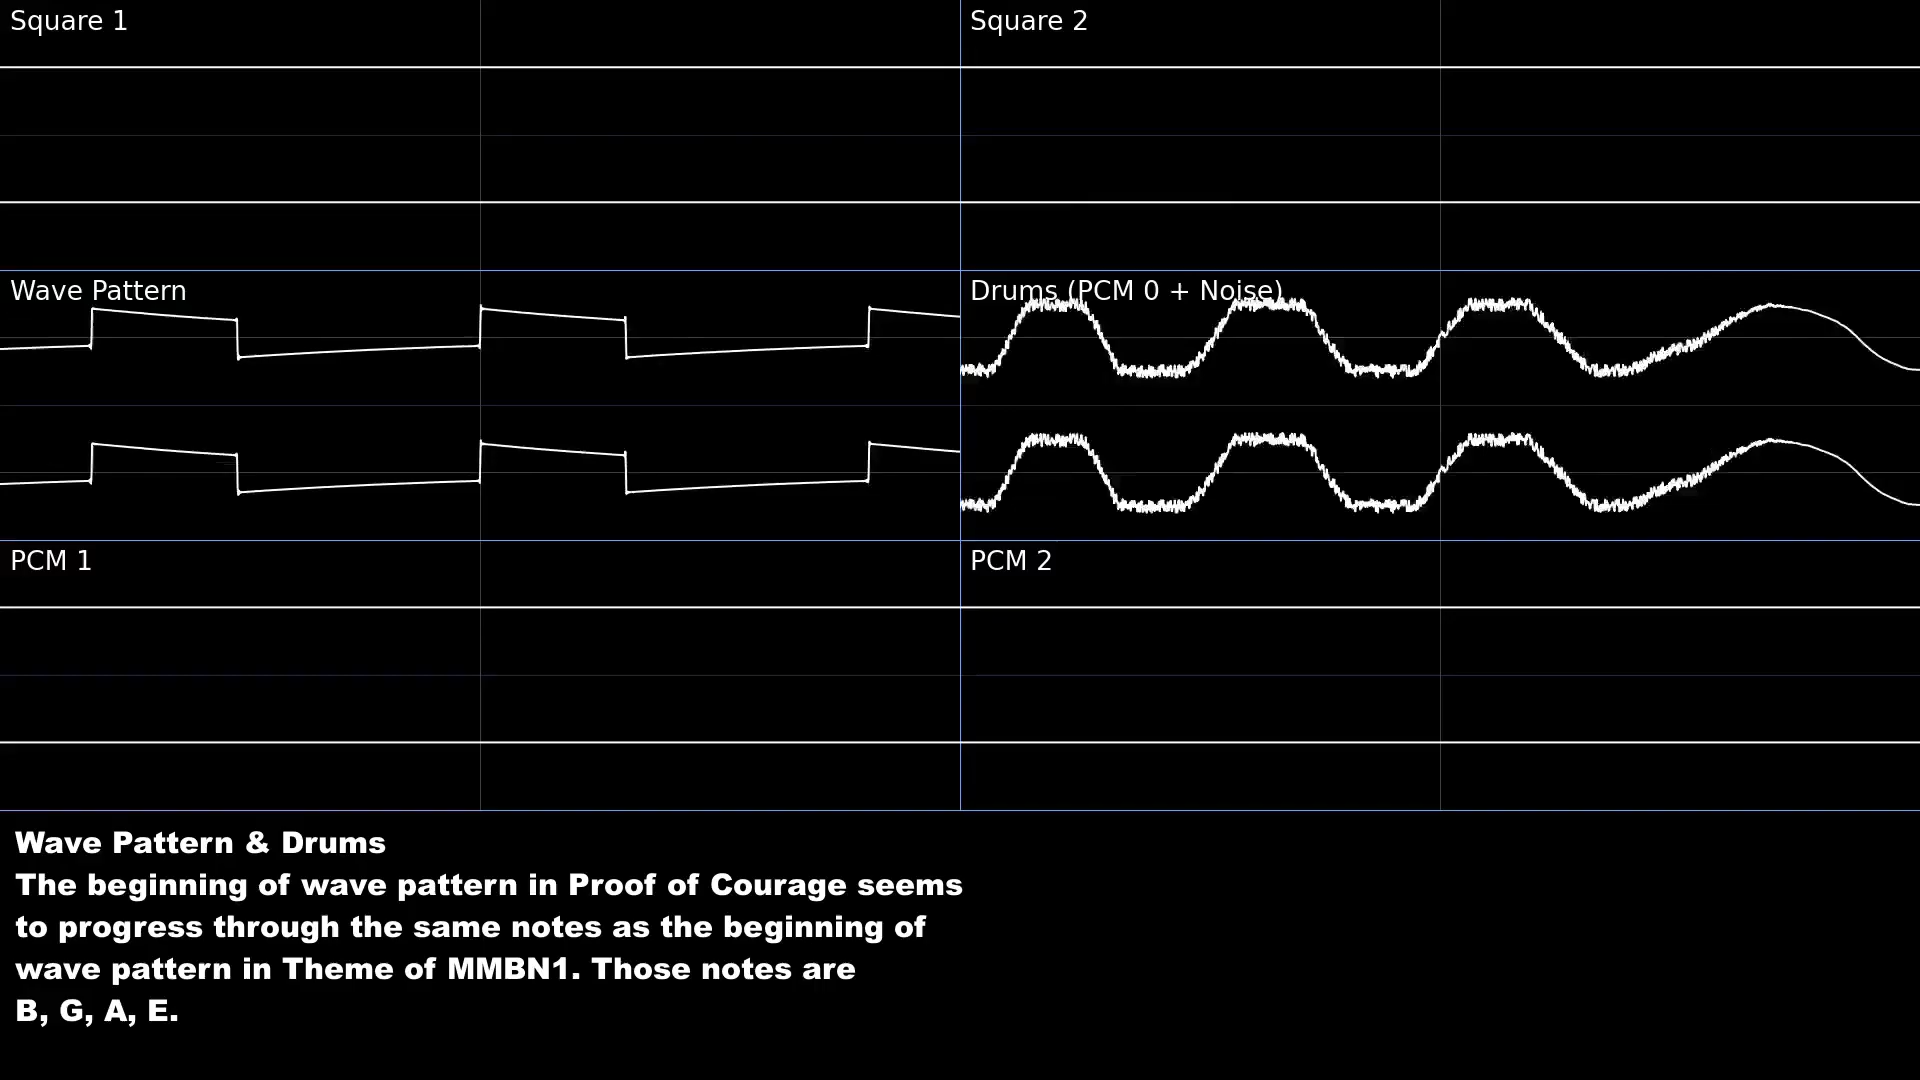 Square 1
Square 2
Wave Pattern
Drums (PCM 0 + Noise)
PCM 1
PCM 2
Wave Pattern & Drums
The beginning of wave pattern in Proof of Courage seems
to progress through the same notes as the beginning of
wave pattern in Theme of MMBN1. Those notes are
B, G, A, E.